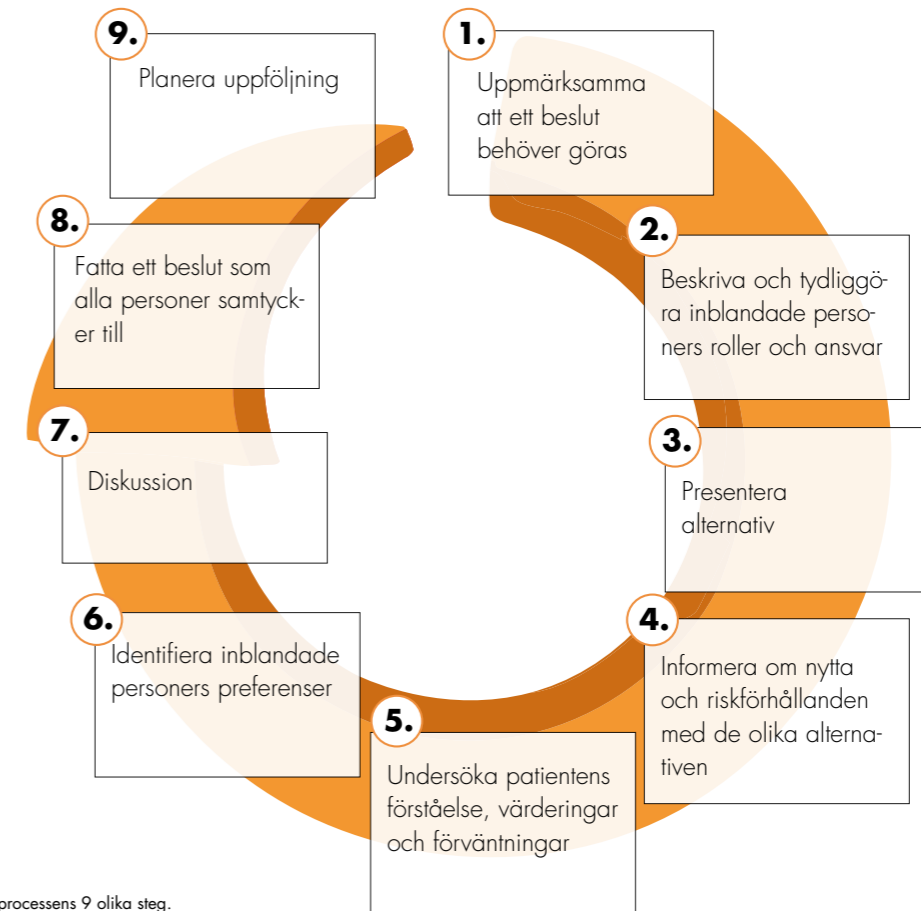 1.
Uppmärksamma
att ett beslut
behöver göras
2.
Beskriva och tydliggö-
ra inblandade perso-
ners roller och ansvar
3.
Presentera
alternativ
4.
Informera om nytta
och riskförhållanden
med de olika alterna-
tiven
5.
Undersöka patientens
förståelse, värderingar
och förväntningar
6.
Identifiera inblandade
personers preferenser
7.
Diskussion
8.
Fatta ett beslut som
alla personer samtyck-
er till
9.
Planera uppföljning
processens 9 olika steg.